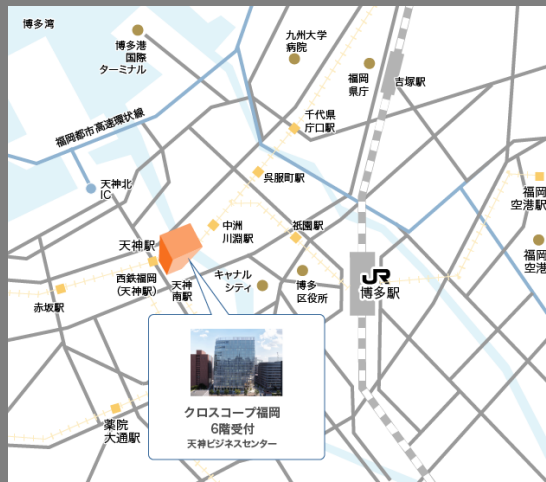 博多湾
博多港
国際
ターミナル
九州大学
病院
福岡
県庁
吉塚駅
福岡都市高速環状線
千代県
庁口駅
呉服町駅
天神北
IC
福岡
空港駅
中洲
川淵駅
祇園駅
天神駅
福岡
空港
西鉄福岡
(天神駅)
天神
南駅
キャナル
シティ
博多
区役所
JR
博多駅
赤坂駅
クロスコープ福岡
6階受付
天神ビジネスセンター
薬院
大通駅